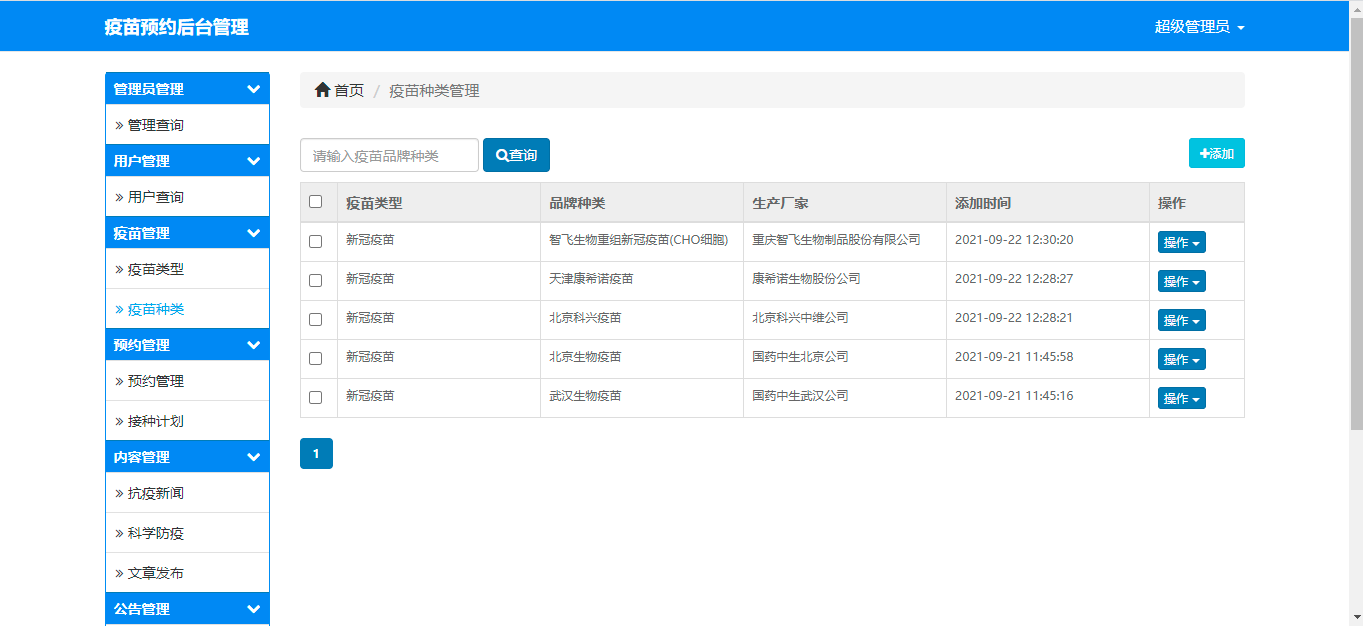 疫苗预约后台管理
超级管理员
管理员管理
» 管理查询
用户管理
» 用户查询
疫苗管理
» 疫苗类型
» 疫苗种类
预约管理
» 预约管理
» 接种计划
内容管理
» 抗疫新闻
» 科学防疫
» 文章发布
公告管理
首页 / 疫苗种类管理
请输入疫苗品牌种类 查询 添加
疫苗类型 品牌种类 生产厂家 添加时间 操作
新冠疫苗 智飞生物重组新冠疫苗(CHO细胞) 重庆智飞生物制品股份有限公司 2021-09-22 12:30:20 操作
新冠疫苗 天津康希诺疫苗 康希诺生物股份公司 2021-09-22 12:28:27 操作
新冠疫苗 北京科兴疫苗 北京科兴中维公司 2021-09-22 12:28:21 操作
新冠疫苗 北京生物疫苗 国药中生北京公司 2021-09-21 11:45:58 操作
新冠疫苗 武汉生物疫苗 国药中生武汉公司 2021-09-21 11:45:16 操作
1